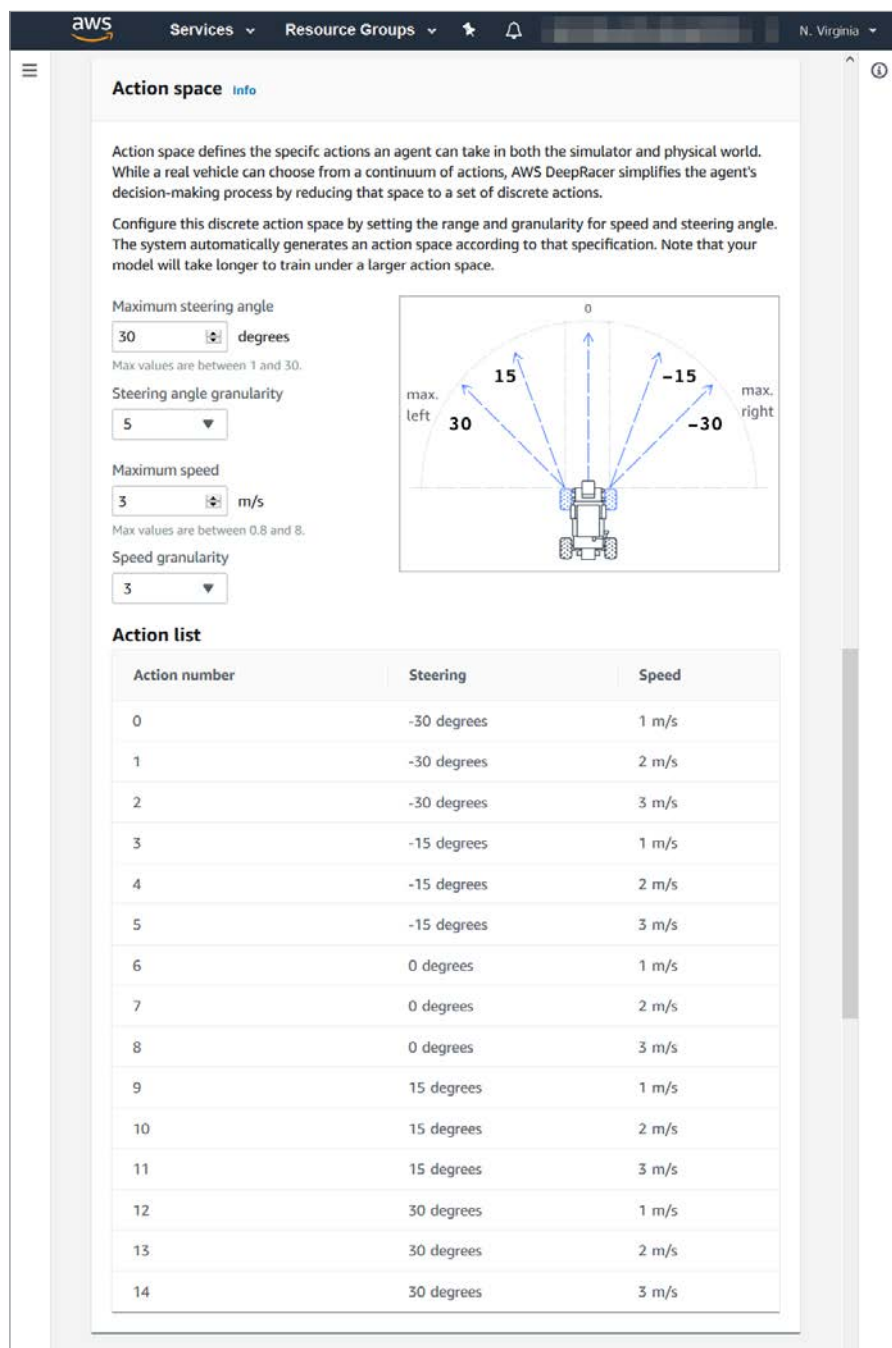 aws
Services
Resource Groups
N. Virginia
Action space Info
Action space defines the specifc actions an agent can take in both the simulator and physical world.
While a real vehicle can choose from a continuum of actions, AWS DeepRacer simplifies the agent's
decision-making process by reducing that space to a set of discrete actions.
Configure this discrete action space by setting the range and granularity for speed and steering angle.
The system automatically generates an action space according to that specification. Note that your
model will take longer to train under a larger action space.
Maximum steering angle
30 degrees
Max values are between 1 and 30.
Steering angle granularity
5
Maximum speed
3 m/s
Max values are between 0.8 and 8.
Speed granularity
3
0
15 -15
max. left
30
max. right
-30
Action list
Action number Steering Speed
0 -30 degrees 1 m/s
1 -30 degrees 2 m/s
2 -30 degrees 3 m/s
3 -15 degrees 1 m/s
4 -15 degrees 2 m/s
5 -15 degrees 3 m/s
6 0 degrees 1 m/s
7 0 degrees 2 m/s
8 0 degrees 3 m/s
9 15 degrees 1 m/s
10 15 degrees 2 m/s
11 15 degrees 3 m/s
12 30 degrees 1 m/s
13 30 degrees 2 m/s
14 30 degrees 3 m/s